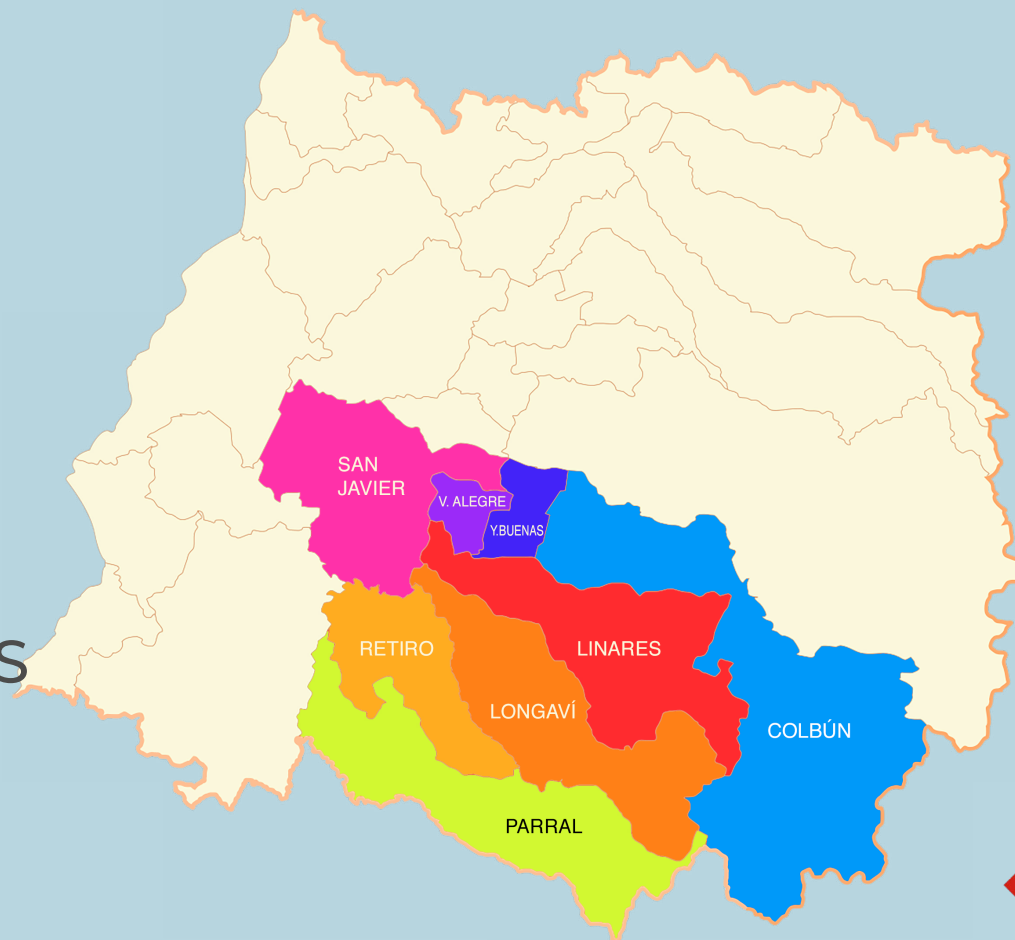 SAN
JAVIER
V. ALEGRE
Y.BUENAS
S
RETIRO
LINARES
LONGAVÍ
COLBÚN
PARRAL